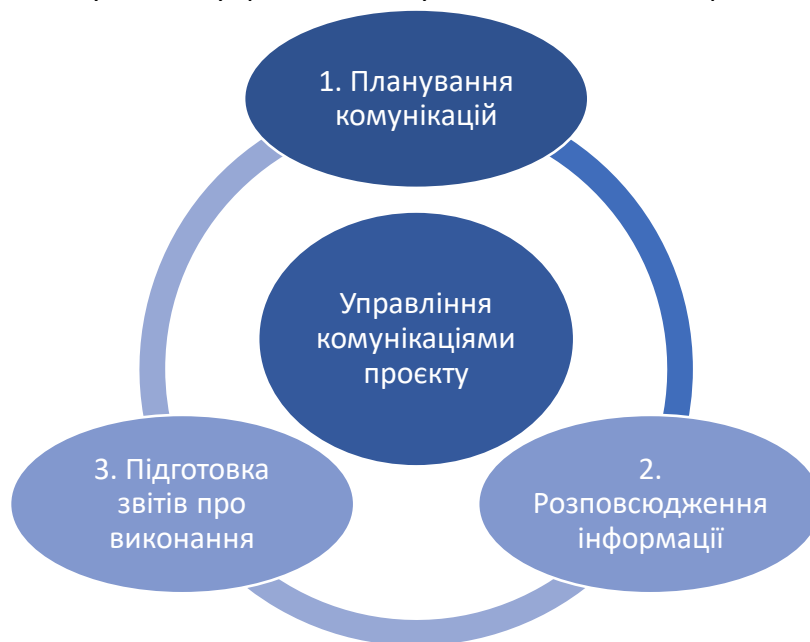 1. Планування
комунікацій
Управління
комунікаціями
проєкту
3. Підготовка
звітів про
виконання
2.
Розповсюдження
інформації